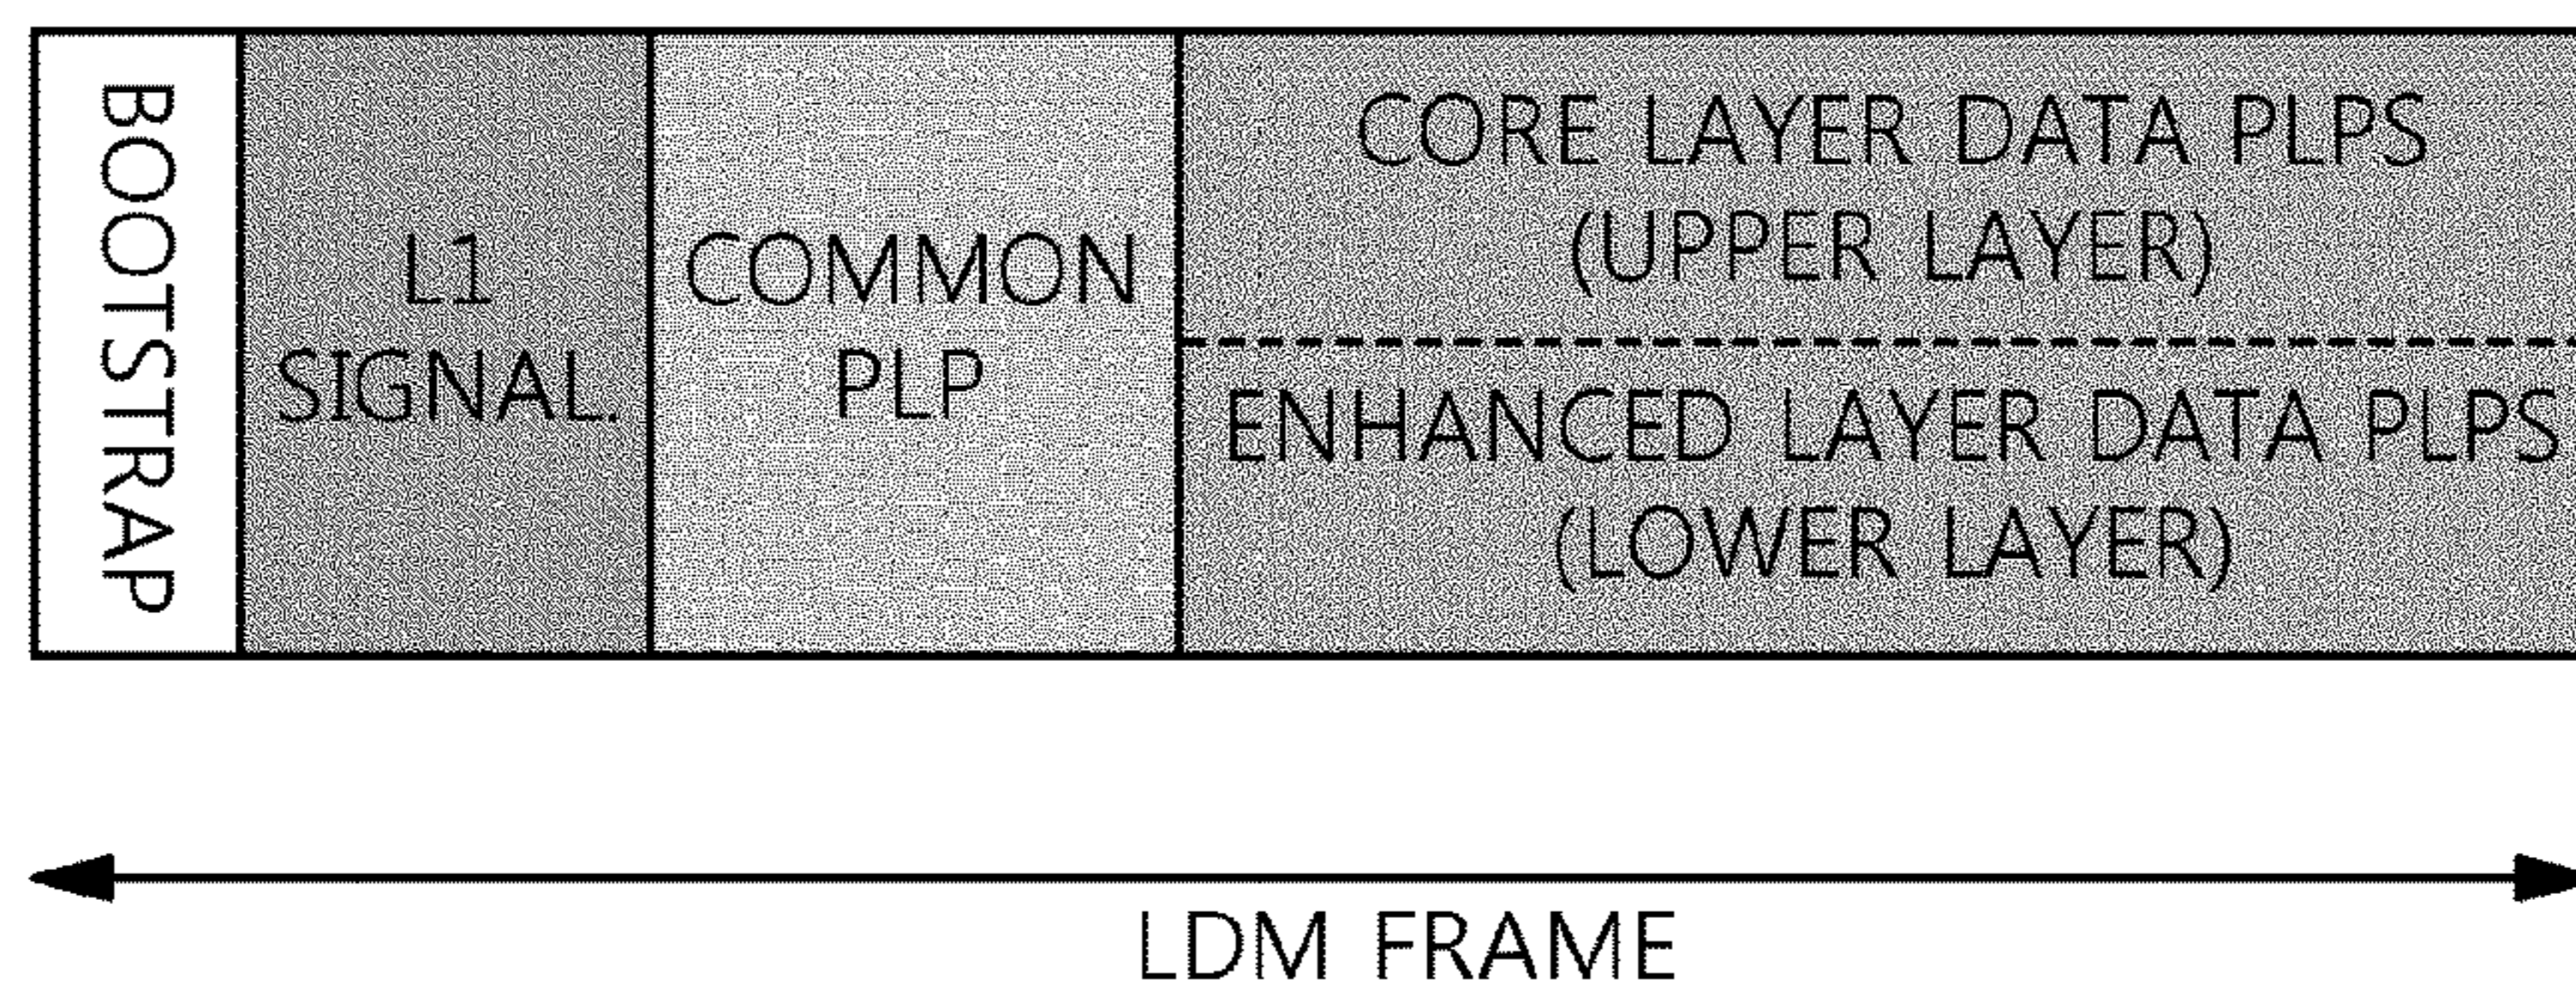 BOOTSTRAP
L1
SIGNAL.
COMMON
PLP
CORE LAYER DATA PLPS
(UPPER LAYER)
ENHANCED LAYER DATA PLPS
(LOWER LAYER)
LDM FRAME